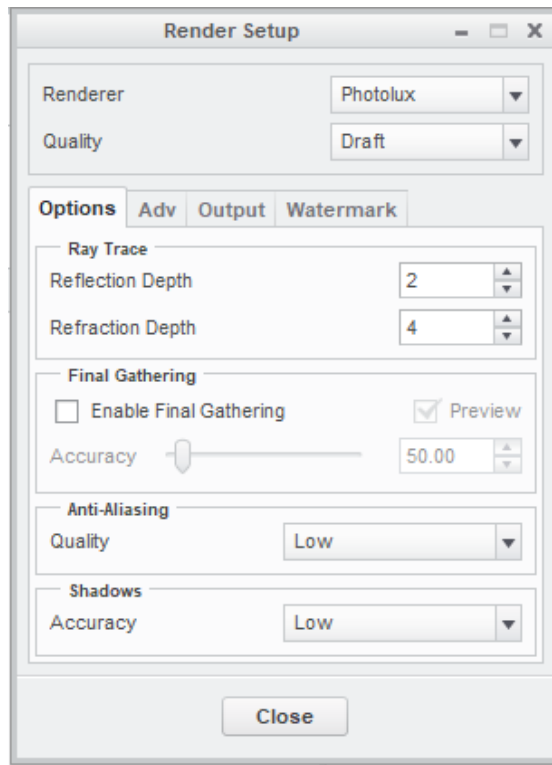 Render Setup
Renderer Photolux
Quality Draft
Options Adv Output Watermark
Ray Trace
Reflection Depth 2
Refraction Depth 4
Final Gathering
Enable Final Gathering Preview
Accuracy 50.00
Anti-Aliasing
Quality Low
Shadows
Accuracy Low
Close